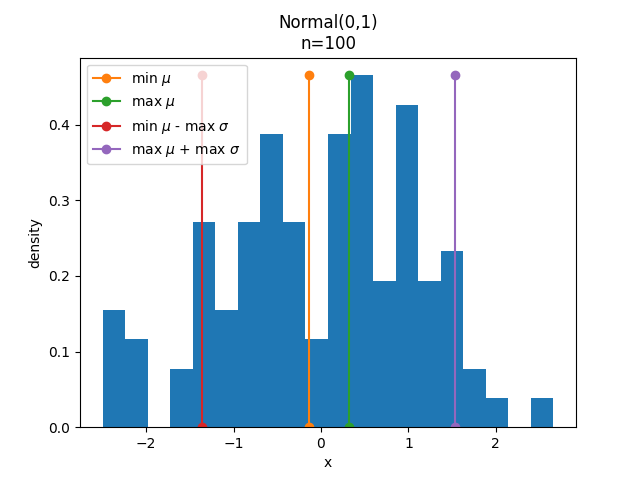 Normal(0,1)
n=100
min μ
max μ
min μ - max σ
max μ + max σ
density
0.4
0.3
0.2
0.1
0.0
−2
−1
0
1
2
x